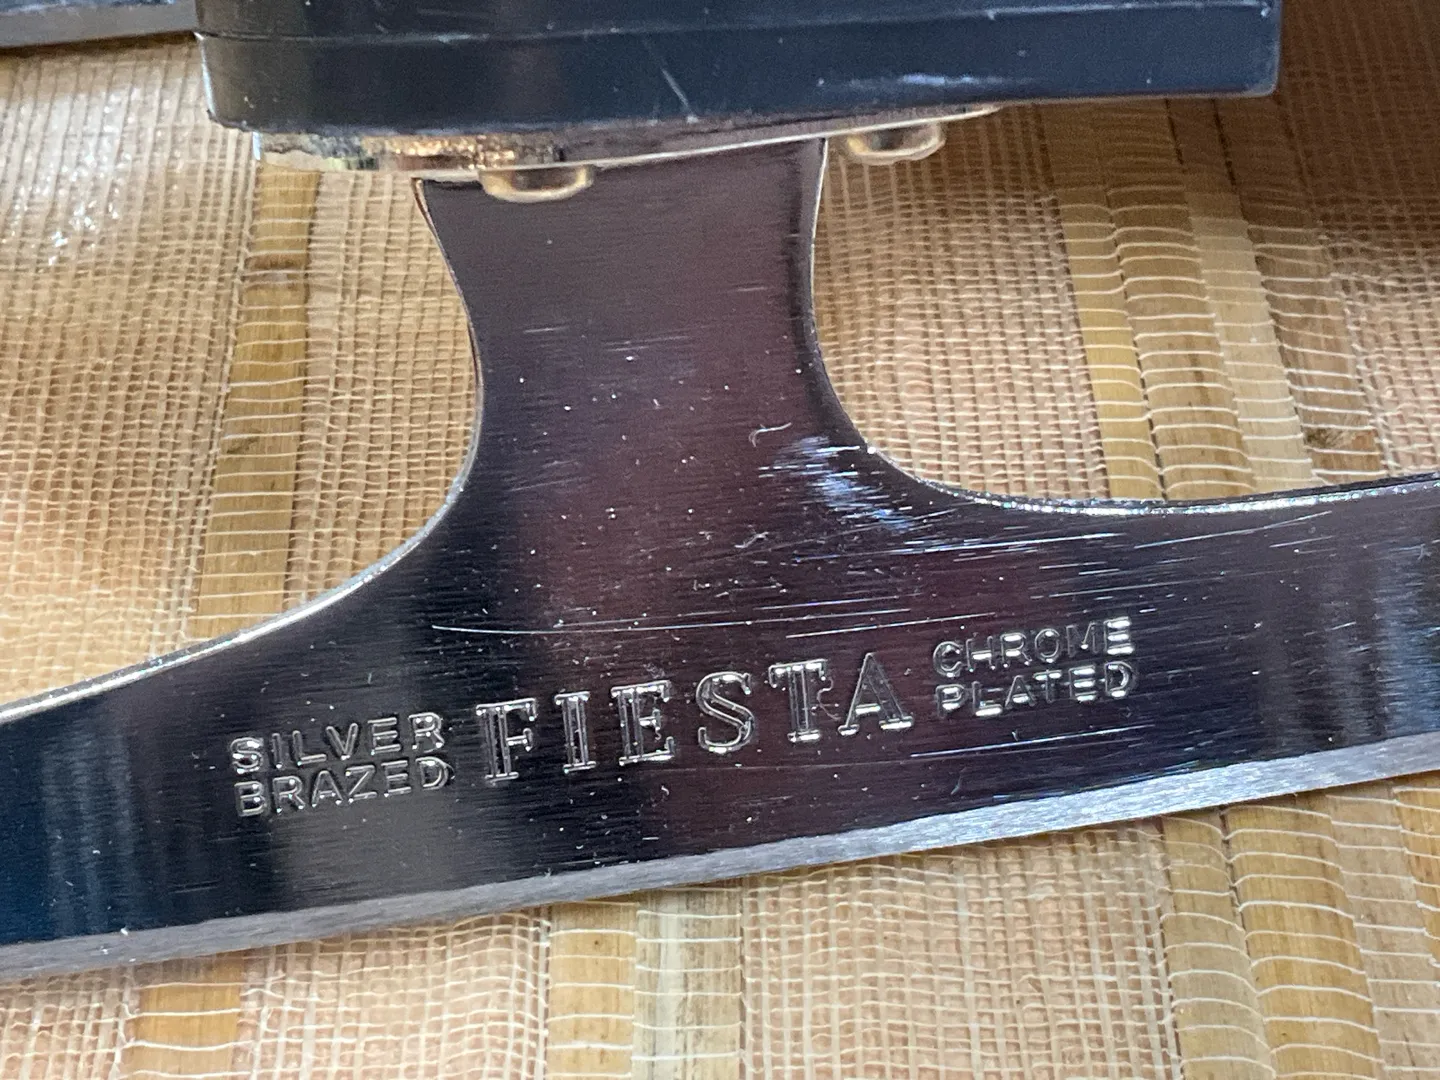 SILVER
BRAZED
FIESTA
CHROME
PLATED